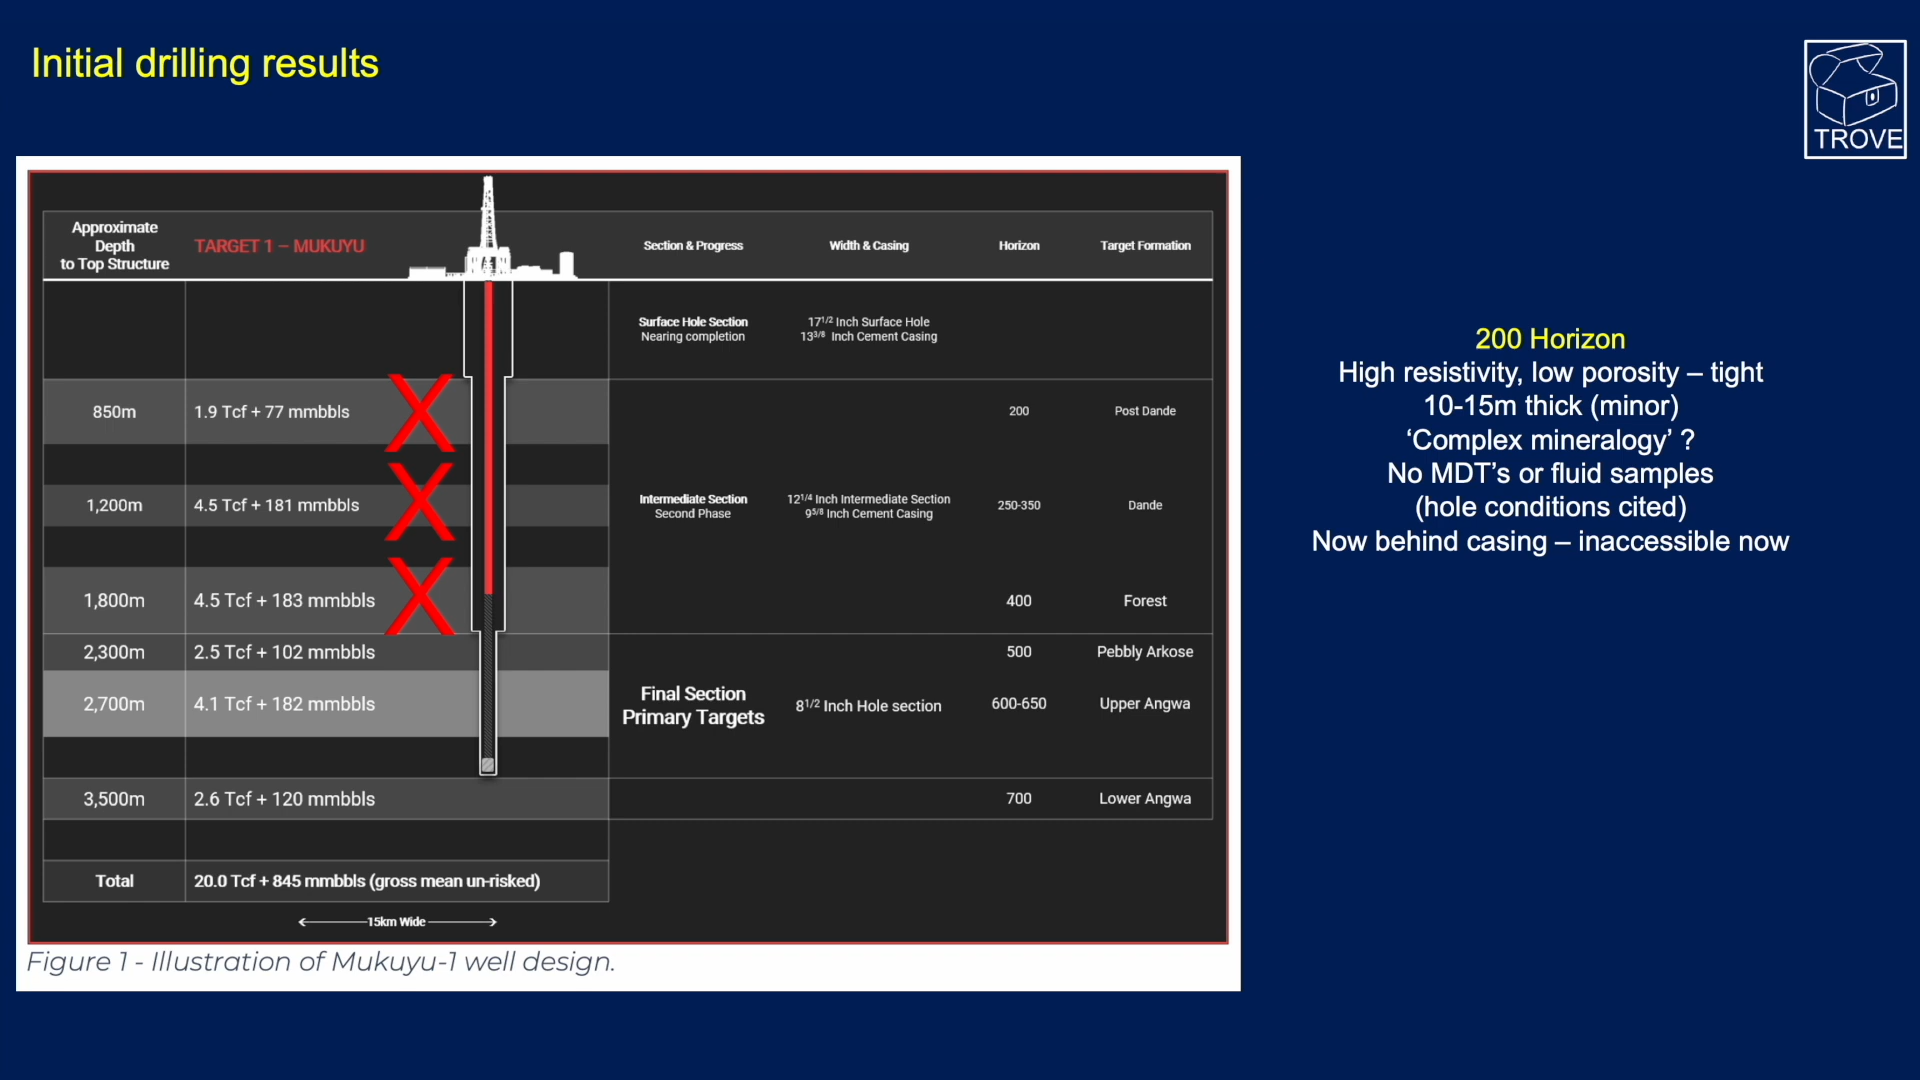 Initial drilling results
TROVE
Approximate
Depth
to Top Structure
TARGET 1 – MUKUYU
Section & Progress
Width & Casing
Horizon
Target Formation
Surface Hole Section
Nearing completion
17 1/2 Inch Surface Hole
13 3/8 Inch Cement Casing
850m
1.9 Tcf + 77 mmbbls
X
200
Post Dande
1,200m
4.5 Tcf + 181 mmbbls
X
Intermediate Section
Second Phase
12 1/4 Inch Intermediate Section
9 5/8 Inch Cement Casing
250-350
Dande
1,800m
4.5 Tcf + 183 mmbbls
X
400
Forest
2,300m
2.5 Tcf + 102 mmbbls
500
Pebbly Arkose
2,700m
4.1 Tcf + 182 mmbbls
Final Section
Primary Targets
8 1/2 Inch Hole section
600-650
Upper Angwa
3,500m
2.6 Tcf + 120 mmbbls
700
Lower Angwa
Total
20.0 Tcf + 845 mmbbls (gross mean un-risked)
15km Wide
Figure 1 - Illustration of Mukuyu-1 well design.
200 Horizon
High resistivity, low porosity – tight
10-15m thick (minor)
‘Complex mineralogy’ ?
No MDT’s or fluid samples
(hole conditions cited)
Now behind casing – inaccessible now